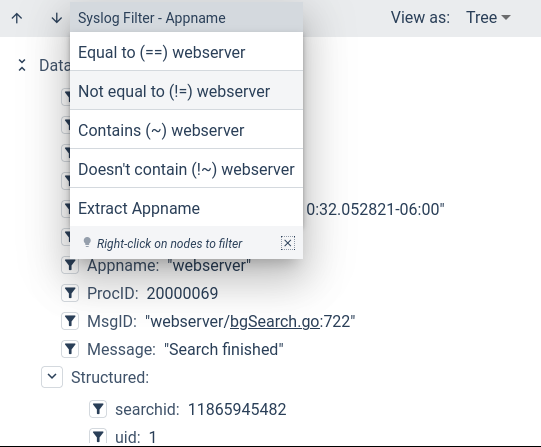 Syslog Filter - Appname
View as: Tree
Data
Equal to (==) webserver
Not equal to (!=) webserver
Contains (~) webserver
Doesn't contain (!~) webserver
Extract Appname
0:32.052821-06:00"
Right-click on nodes to filter
Appname: "webserver"
ProcID: 20000069
MsgID: "webserver/bgSearch.go:722"
Message: "Search finished"
Structured:
searchid: 11865945482
uid: 1